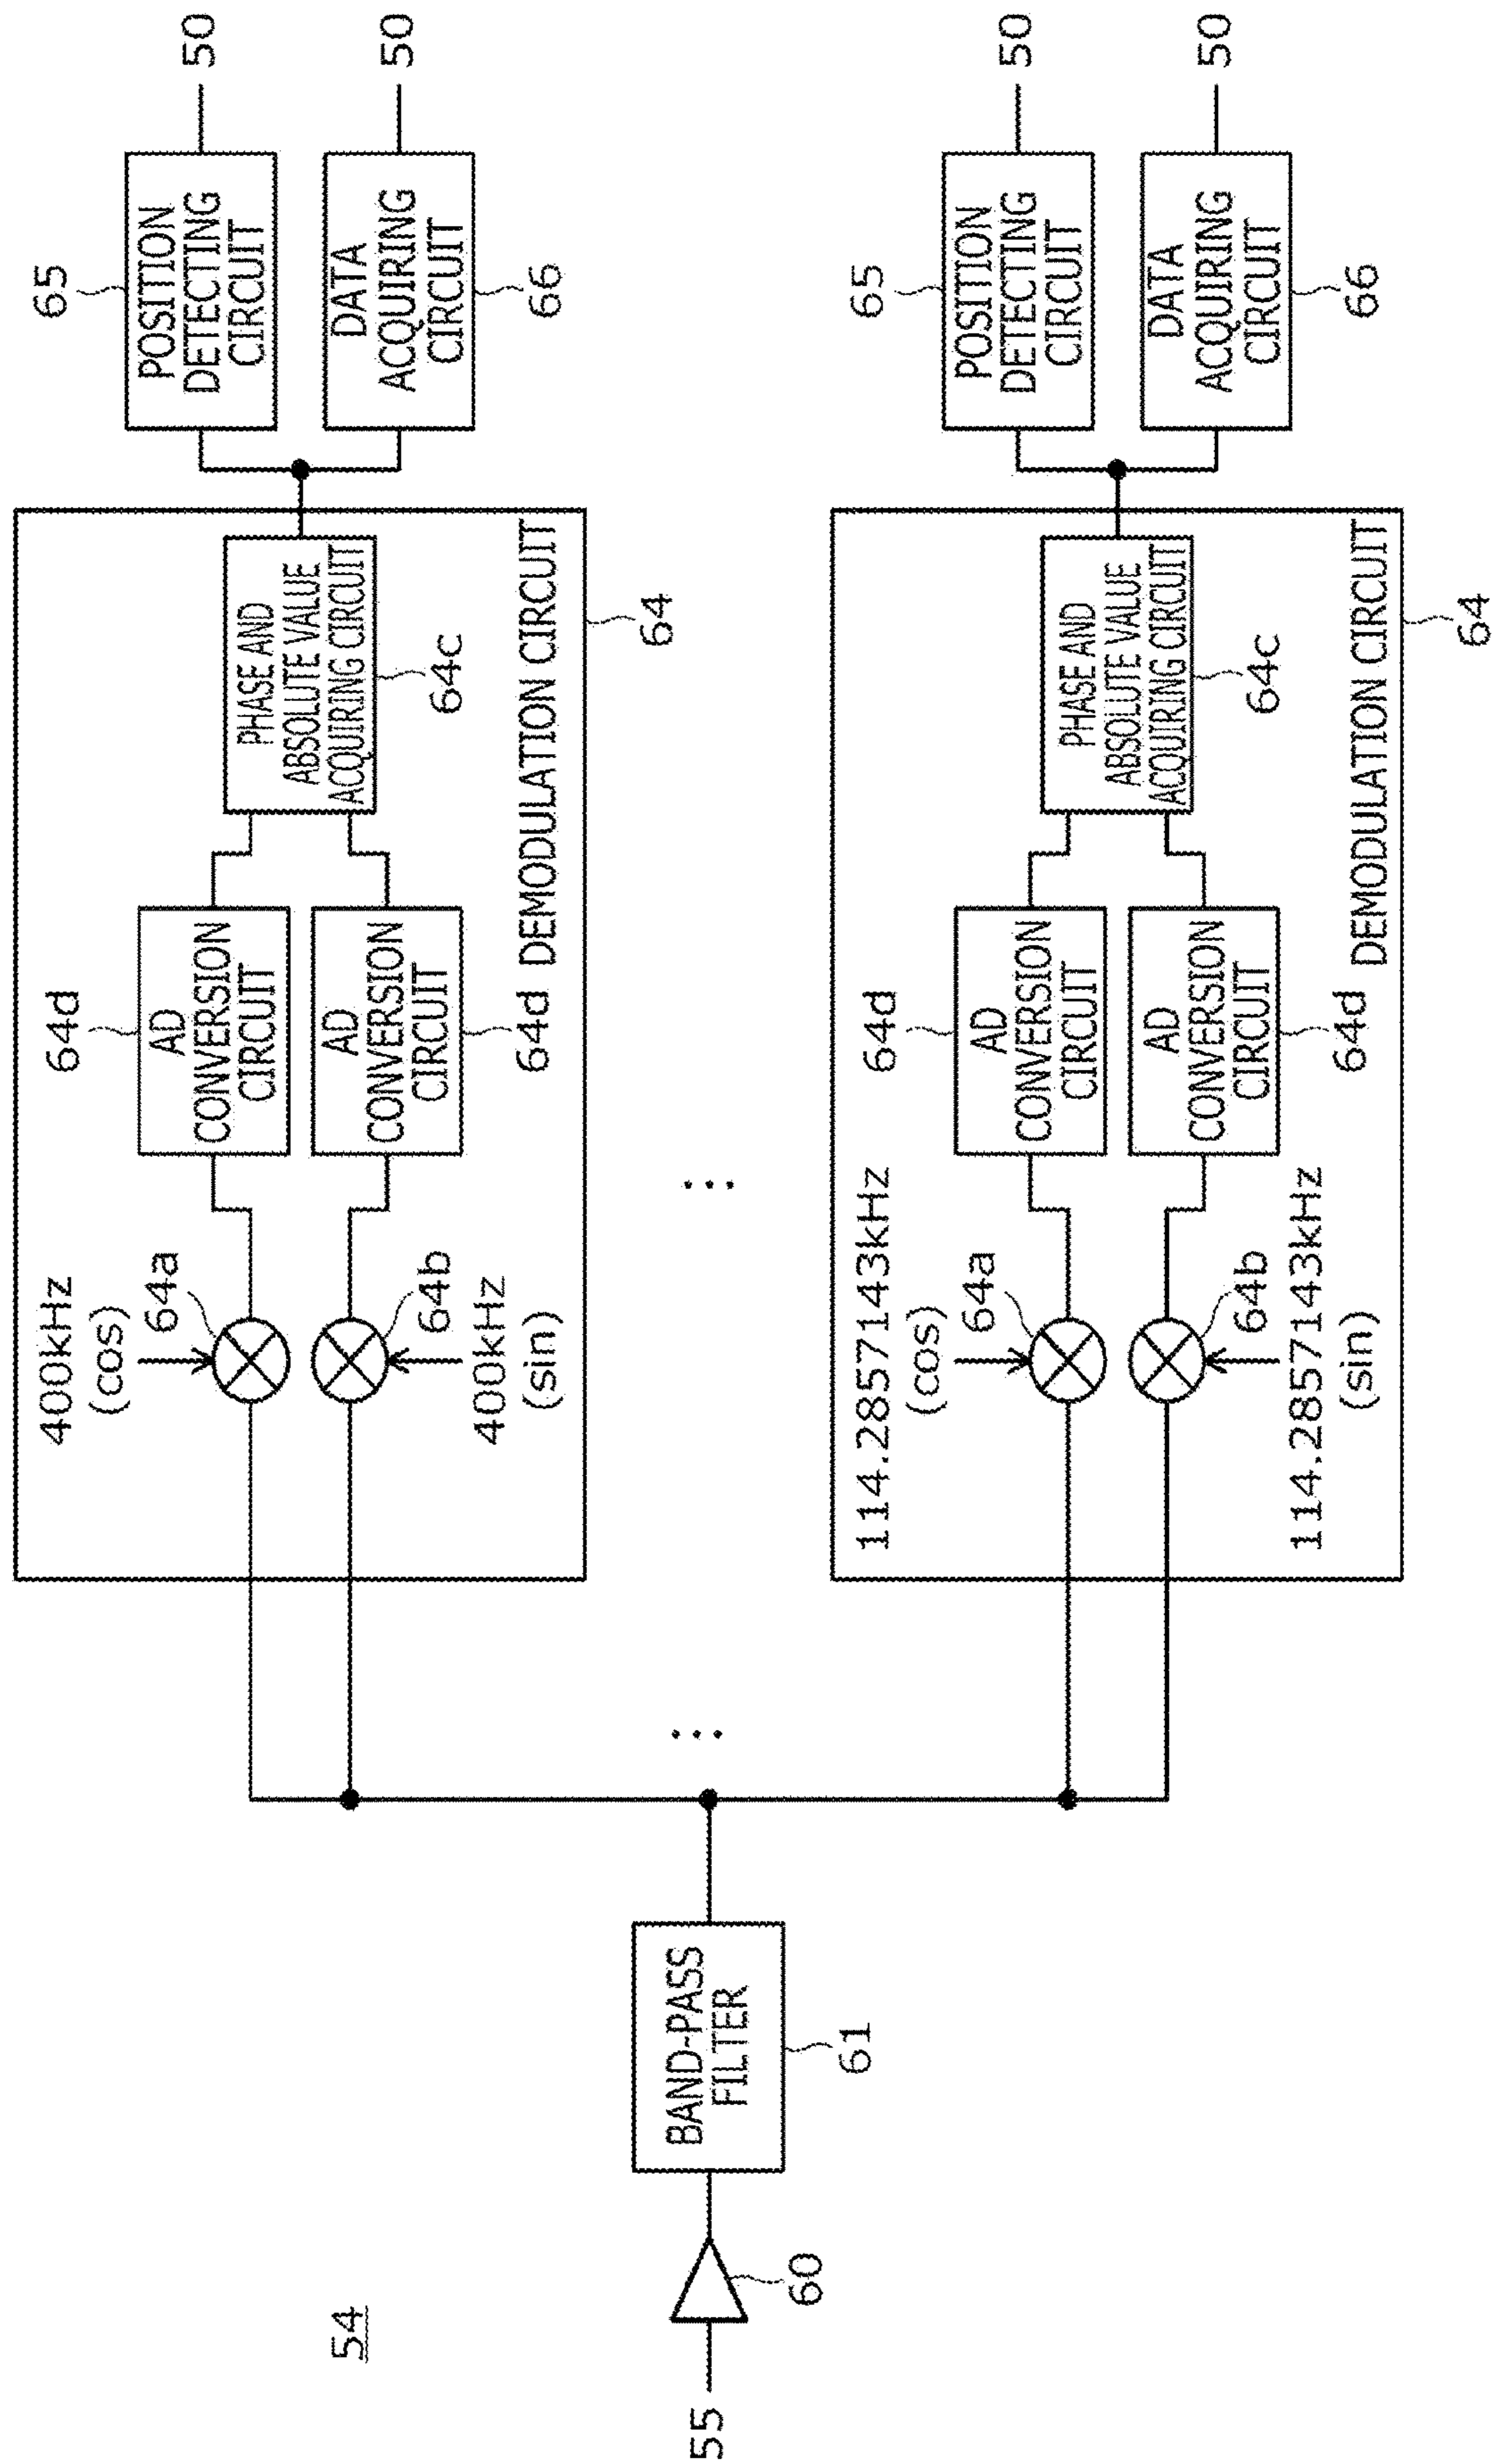 54
55
60
BAND-PASS
FILTER
61
...
...
400kHz
(cos)
64a
64b
400kHz
(sin)
64d
AD
CONVERSION
CIRCUIT
AD
CONVERSION
CIRCUIT
64d
PHASE AND
ABSOLUTE VALUE
ACQUIRING CIRCUIT
64c
DEMODULATION CIRCUIT
64
65
POSITION
DETECTING
CIRCUIT
50
DATA
ACQUIRING
CIRCUIT
66
50
114.2857143kHz
(cos)
64a
64b
114.2857143kHz
(sin)
64d
AD
CONVERSION
CIRCUIT
AD
CONVERSION
CIRCUIT
64d
PHASE AND
ABSOLUTE VALUE
ACQUIRING CIRCUIT
64c
DEMODULATION CIRCUIT
64
65
POSITION
DETECTING
CIRCUIT
50
DATA
ACQUIRING
CIRCUIT
66
50